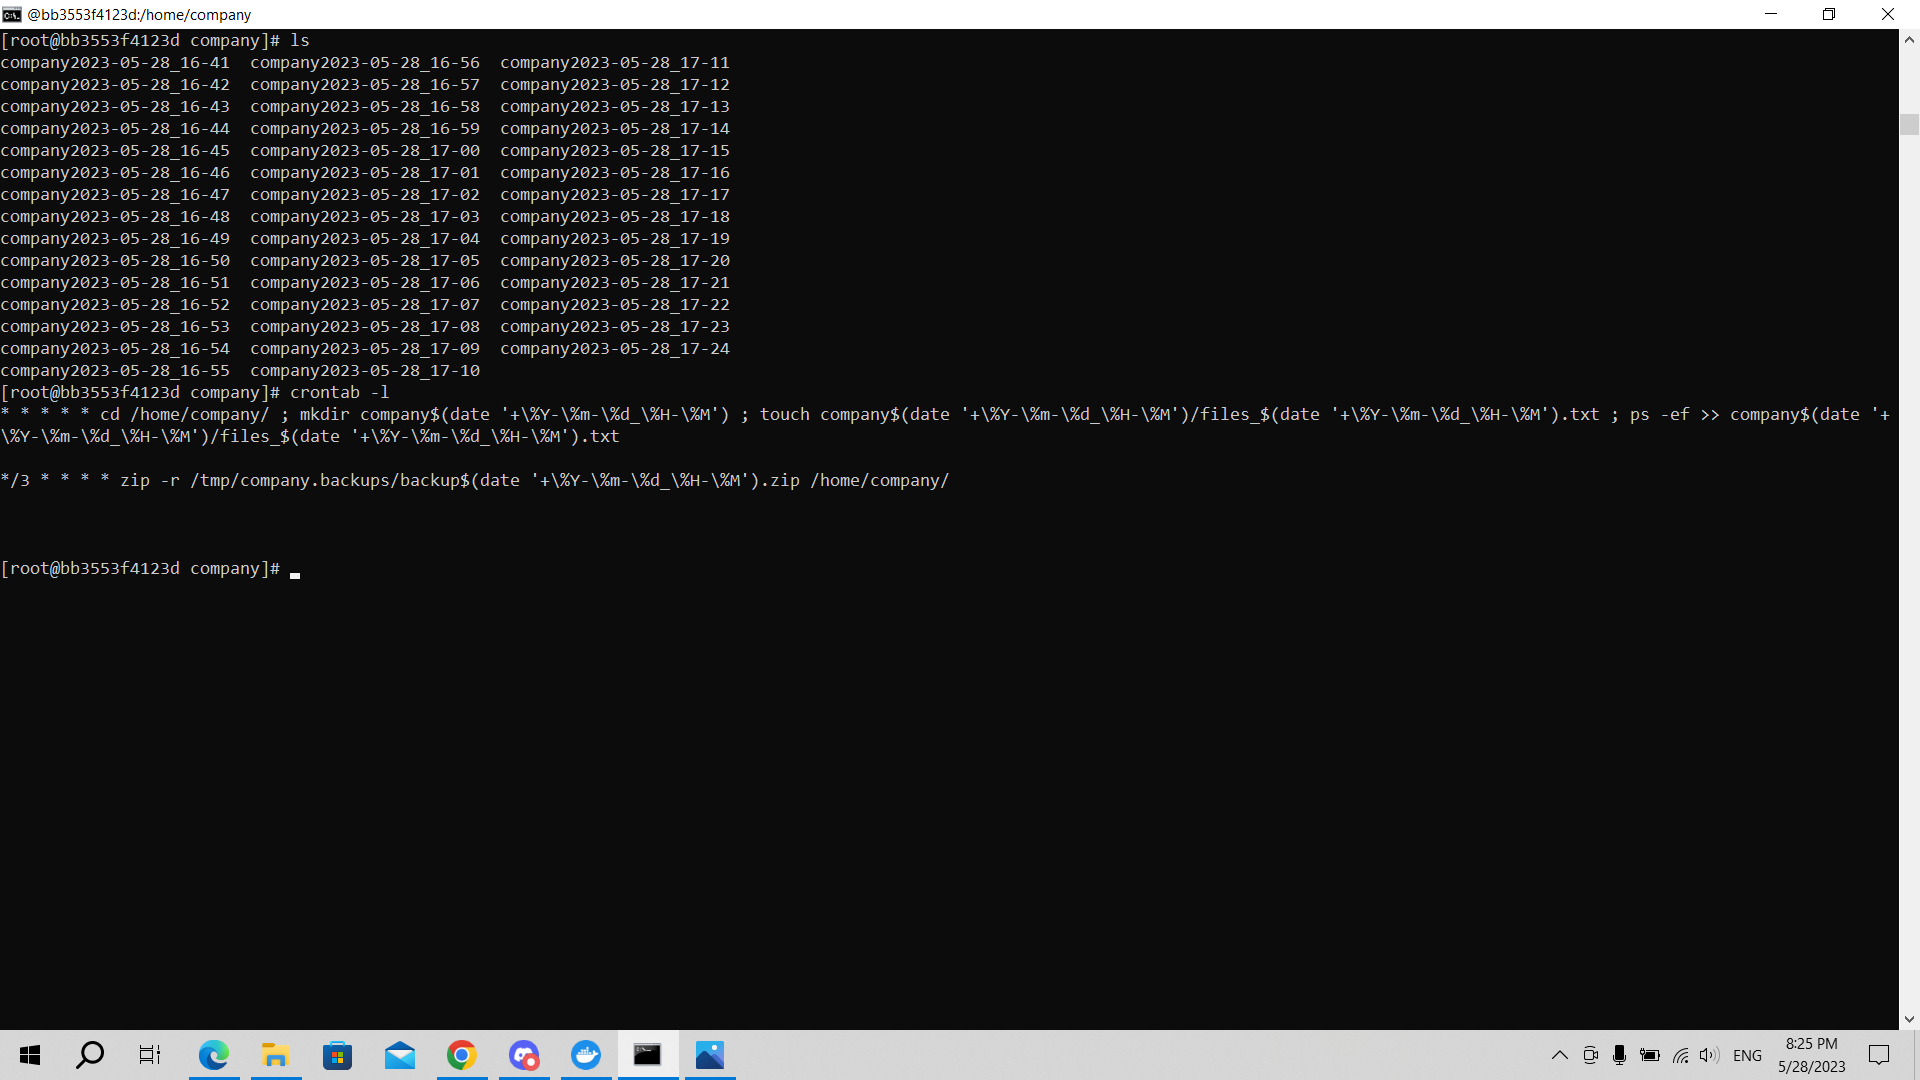 @bb3553f4123d:/home/company
[root@bb3553f4123d company]# ls
company2023-05-28_16-41  company2023-05-28_16-56  company2023-05-28_17-11
company2023-05-28_16-42  company2023-05-28_16-57  company2023-05-28_17-12
company2023-05-28_16-43  company2023-05-28_16-58  company2023-05-28_17-13
company2023-05-28_16-44  company2023-05-28_16-59  company2023-05-28_17-14
company2023-05-28_16-45  company2023-05-28_17-00  company2023-05-28_17-15
company2023-05-28_16-46  company2023-05-28_17-01  company2023-05-28_17-16
company2023-05-28_16-47  company2023-05-28_17-02  company2023-05-28_17-17
company2023-05-28_16-48  company2023-05-28_17-03  company2023-05-28_17-18
company2023-05-28_16-49  company2023-05-28_17-04  company2023-05-28_17-19
company2023-05-28_16-50  company2023-05-28_17-05  company2023-05-28_17-20
company2023-05-28_16-51  company2023-05-28_17-06  company2023-05-28_17-21
company2023-05-28_16-52  company2023-05-28_17-07  company2023-05-28_17-22
company2023-05-28_16-53  company2023-05-28_17-08  company2023-05-28_17-23
company2023-05-28_16-54  company2023-05-28_17-09  company2023-05-28_17-24
company2023-05-28_16-55  company2023-05-28_17-10
[root@bb3553f4123d company]# crontab -l
* * * * * cd /home/company/ ; mkdir company$(date '+\%Y-\%m-\%d_\%H-\%M') ; touch company$(date '+\%Y-\%m-\%d_\%H-\%M')/files_$(date '+\%Y-\%m-\%d_\%H-\%M').txt ; ps -ef >> company$(date '+
\%Y-\%m-\%d_\%H-\%M')/files_$(date '+\%Y-\%m-\%d_\%H-\%M').txt
*/3 * * * * zip -r /tmp/company.backups/backup$(date '+\%Y-\%m-\%d_\%H-\%M').zip /home/company/
[root@bb3553f4123d company]#
ENG
8:25 PM
5/28/2023